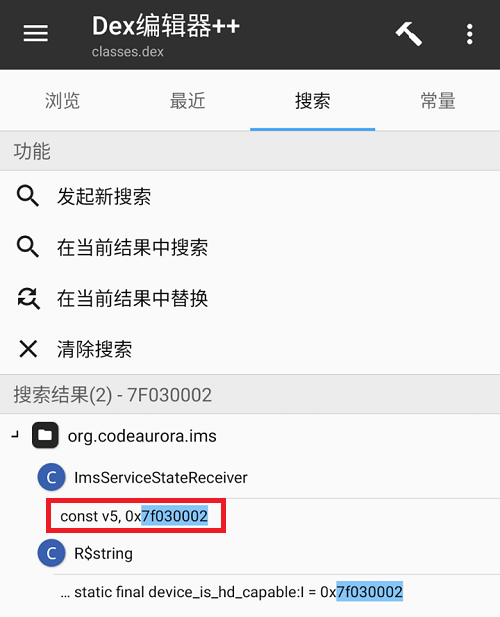 Dex编辑器++
classes.dex
浏览 最近 搜索 常量
功能
发起新搜索
在当前结果中搜索
在当前结果中替换
清除搜索
搜索结果(2) - 7F030002
org.codeaurora.ims
C ImsServiceStateReceiver
const v5, 0x7f030002
C R$string
... static final device_is_hd_capable:I = 0x7f030002